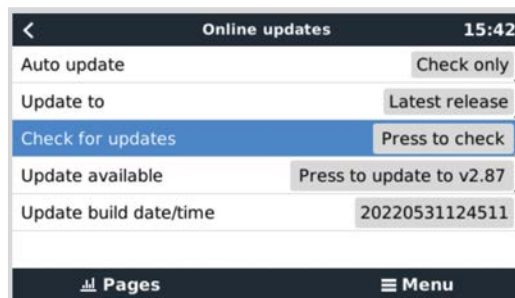 Online updates 15:42
Auto update Check only
Update to Latest release
Check for updates Press to check
Update available Press to update to v2.87
Update build date/time 20220531124511
Pages Menu